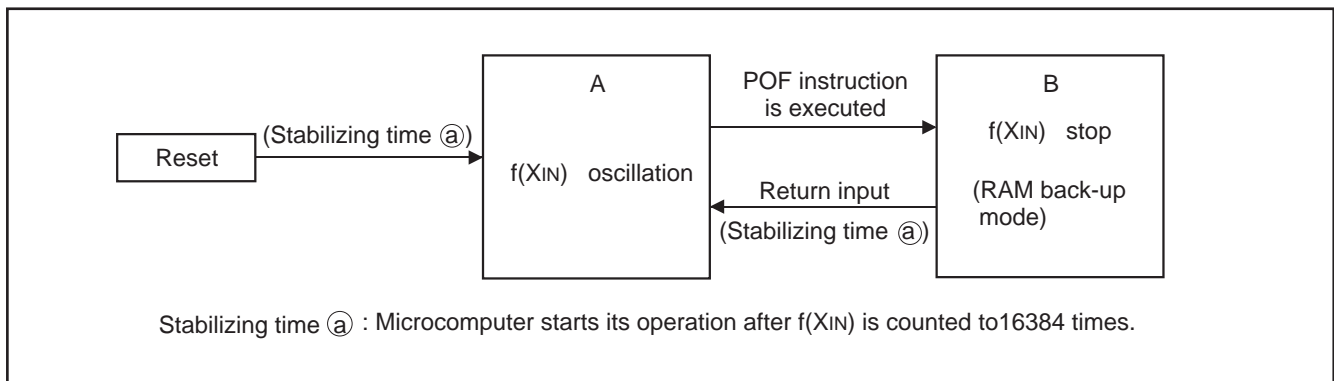 Reset
(Stabilizing time ⓐ)
A
f(XIN) oscillation
POF instruction
is executed
Return input
(Stabilizing time ⓐ)
B
f(XIN) stop
(RAM back-up
mode)
Stabilizing time ⓐ : Microcomputer starts its operation after f(XIN) is counted to16384 times.